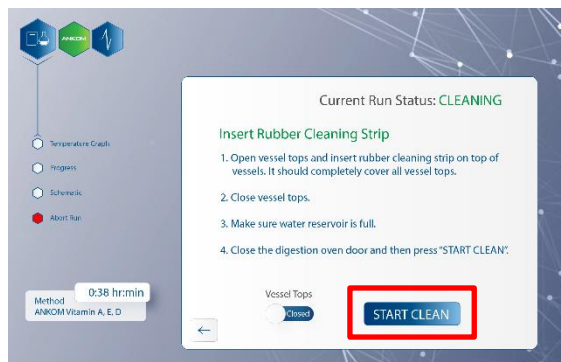 ANKOM
Current Run Status: CLEANING
Insert Rubber Cleaning Strip
1. Open vessel tops and insert rubber cleaning strip on top of
vessels. It should completely cover all vessel tops.
2. Close vessel tops.
3. Make sure water reservoir is full.
4. Close the digestion oven door and then press "START CLEAN".
Temperature Graph
Progress
Schematic
Abort Run
0:38 hr:min
Method
ANKOM Vitamin A, E, D
Vessel Tops
Closed
START CLEAN